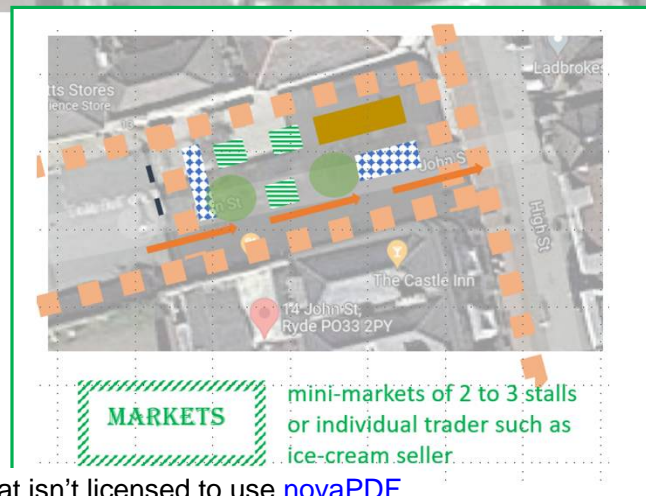 Ladbrokes
tts Stores
ience Store
John S
n St
High St
The Castle Inn
14 John St,
Ryde PO33 2PY
MARKETS
mini-markets of 2 to 3 stalls
or individual trader such as
ice-cream seller
at isn't licensed to use novaPDF